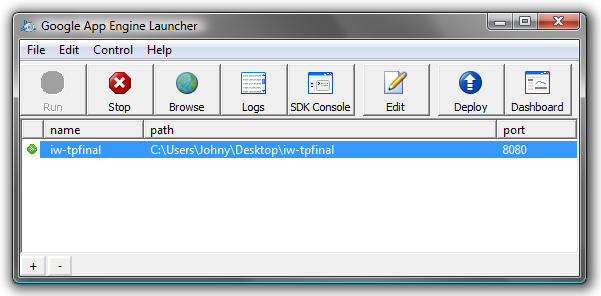 Google App Engine Launcher
File Edit Control Help
Run Stop Browse Logs SDK Console Edit Deploy Dashboard
name path port
iw-tpfinal C:\Users\Johny\Desktop\iw-tpfinal 8080
+ -